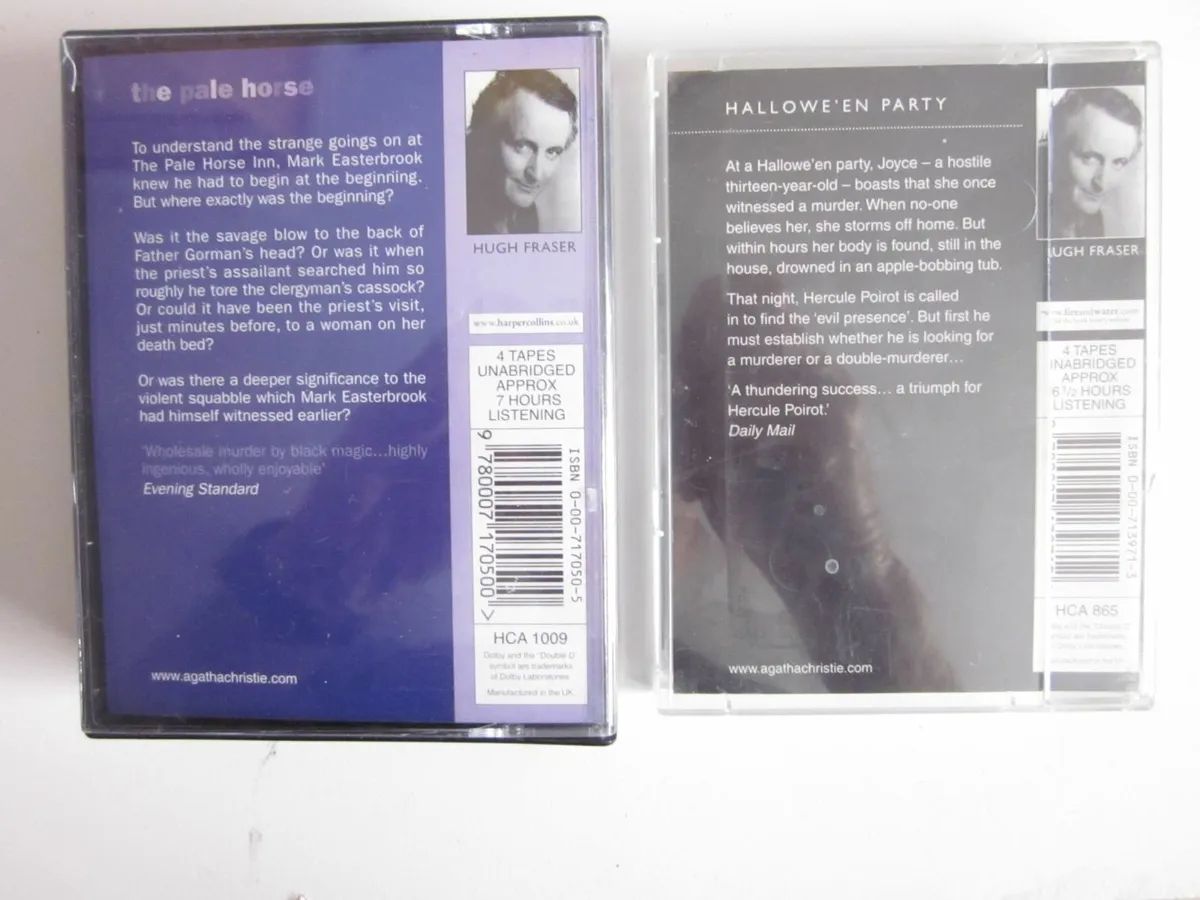 the pale horse
To understand the strange goings on at
The Pale Horse Inn, Mark Easterbrook
knew he had to begin at the beginning.
But where exactly was the beginning?
Was it the savage blow to the back of
Father Gorman's head? Or was it when
the priest's assailant searched him so
roughly he tore the clergyman's cassock?
Or could it have been the priest's visit,
just minutes before, to a woman on her
death bed?
Or was there a deeper significance to the
violent squabble which Mark Easterbrook
had himself witnessed earlier?
'Wholesale murder by black magic...highly
ingenious, wholly enjoyable'
Evening Standard
www.agathachristie.com
HUGH FRASER
www.harpercollins.co.uk
4 TAPES
UNABRIDGED
APPROX
7 HOURS
LISTENING
ISBN 0-00-717050-5
9 780007 170500 >
HCA 1009
Dolby and the "Double D"
symbol are trademarks
of Dolby Laboratories
Manufactured in the UK.
HALLOWE'EN PARTY
At a Hallowe'en party, Joyce – a hostile
thirteen-year-old – boasts that she once
witnessed a murder. When no-one
believes her, she storms off home. But
within hours her body is found, still in the
house, drowned in an apple-bobbing tub.
That night, Hercule Poirot is called
in to find the 'evil presence'. But first he
must establish whether he is looking for
a murderer or a double-murderer...
'A thundering success... a triumph for
Hercule Poirot.'
Daily Mail
www.agathachristie.com
UGH FRASER
www.fireandwater.com
4 TAPES
NABRIDGED
APPROX
6 1/2 HOURS
LISTENING
ISBN 0-00-713971-3
HCA 865